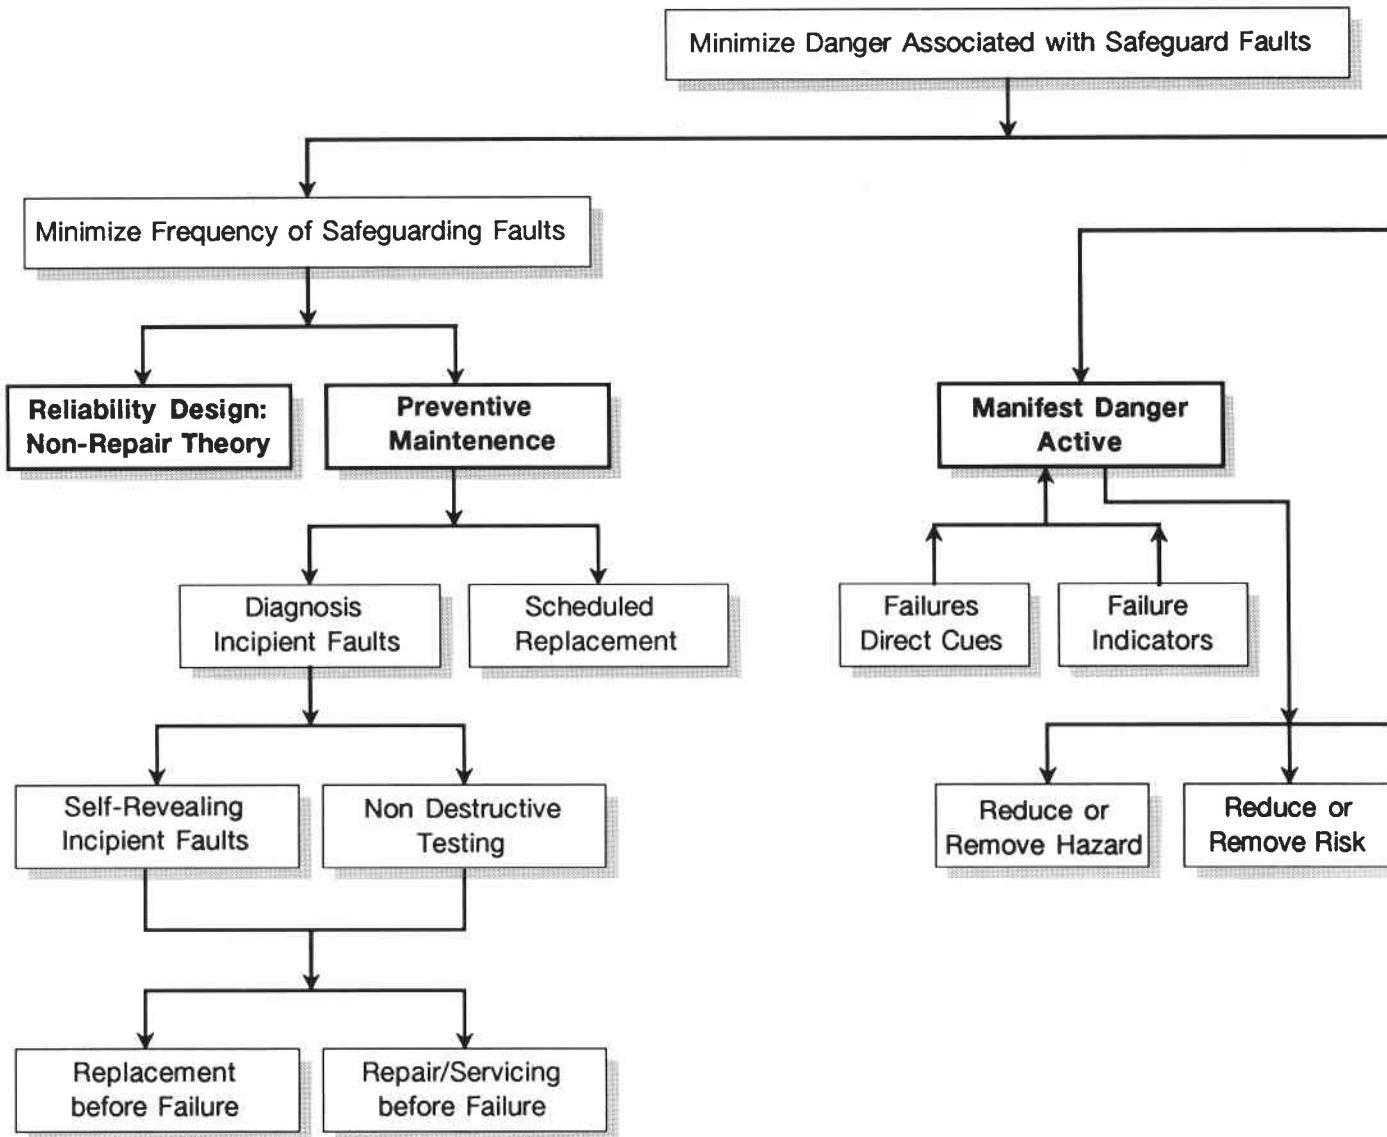 Minimize Danger Associated with Safeguard Faults
Minimize Frequency of Safeguarding Faults
Reliability Design:
Non-Repair Theory
Preventive
Maintenence
Manifest Danger
Active
Diagnosis
Incipient Faults
Scheduled
Replacement
Failures
Direct Cues
Failure
Indicators
Self-Revealing
Incipient Faults
Non Destructive
Testing
Reduce or
Remove Hazard
Reduce or
Remove Risk
Replacement
before Failure
Repair/Servicing
before Failure